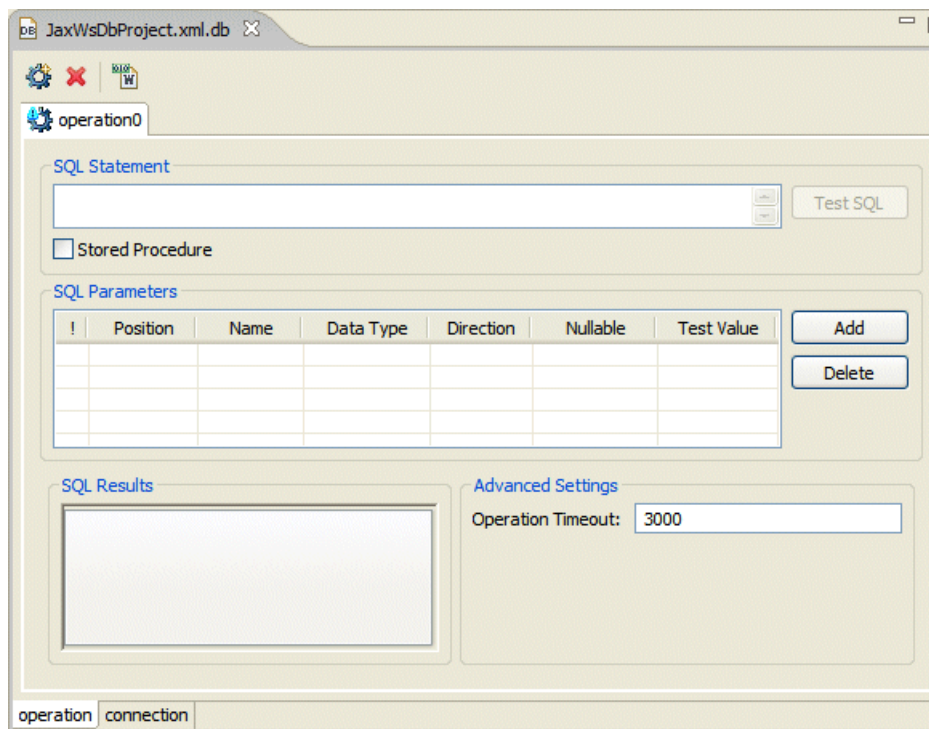 JaxWsDbProject.xml.db
operation0
SQL Statement
Test SQL
Stored Procedure
SQL Parameters
! Position Name Data Type Direction Nullable Test Value
Add
Delete
SQL Results
Advanced Settings
Operation Timeout: 3000
operation connection